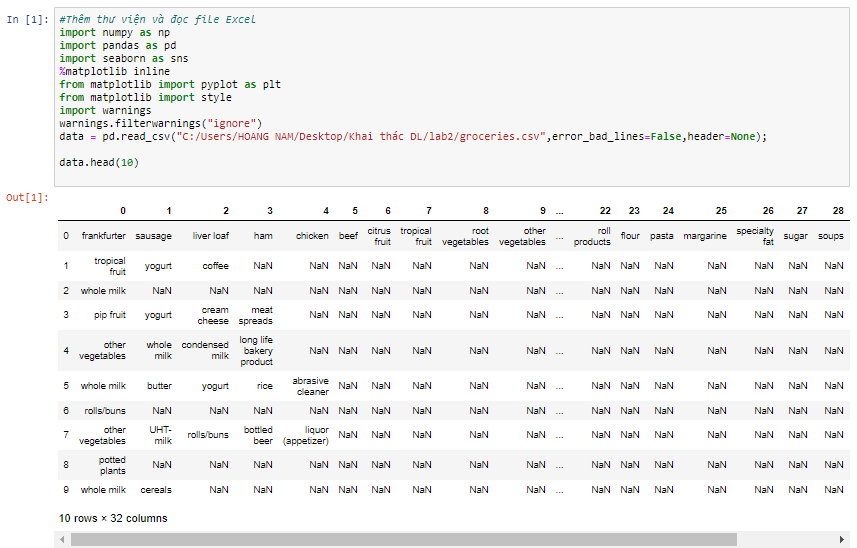 In [1]: #Thêm thư viện và đọc file Excel
import numpy as np
import pandas as pd
import seaborn as sns
%matplotlib inline
from matplotlib import pyplot as plt
from matplotlib import style
import warnings
warnings.filterwarnings("ignore")
data = pd.read_csv("C:/Users/HOANG NAM/Desktop/Khai thác DL/lab2/groceries.csv",error_bad_lines=False,header=None);
data.head(10)
Out[1]:
0 1 2 3 4 5 6 7 8 9 ... 22 23 24 25 26 27 28
0 frankfurter sausage liver loaf ham chicken beef citrus fruit tropical fruit root vegetables other vegetables ... roll products flour pasta margarine specialty fat sugar soups
1 tropical fruit yogurt coffee NaN NaN NaN NaN NaN NaN NaN ... NaN NaN NaN NaN NaN NaN NaN
2 whole milk NaN NaN NaN NaN NaN NaN NaN NaN NaN ... NaN NaN NaN NaN NaN NaN NaN
3 pip fruit yogurt cream cheese meat spreads NaN NaN NaN NaN NaN NaN ... NaN NaN NaN NaN NaN NaN NaN
4 other vegetables whole milk condensed milk long life bakery product NaN NaN NaN NaN NaN NaN ... NaN NaN NaN NaN NaN NaN NaN
5 whole milk butter yogurt rice abrasive cleaner NaN NaN NaN NaN NaN ... NaN NaN NaN NaN NaN NaN NaN
6 rolls/buns NaN NaN NaN NaN NaN NaN NaN NaN NaN ... NaN NaN NaN NaN NaN NaN NaN
7 other vegetables UHT-milk rolls/buns bottled beer liquor (appetizer) NaN NaN NaN NaN NaN ... NaN NaN NaN NaN NaN NaN NaN
8 potted plants NaN NaN NaN NaN NaN NaN NaN NaN NaN ... NaN NaN NaN NaN NaN NaN NaN
9 whole milk cereals NaN NaN NaN NaN NaN NaN NaN NaN ... NaN NaN NaN NaN NaN NaN NaN
10 rows × 32 columns